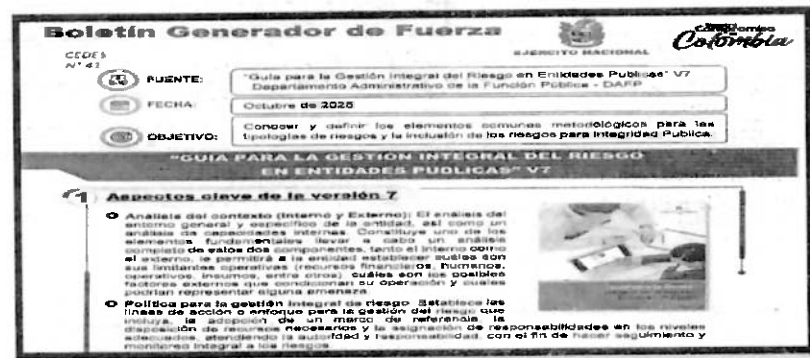 Boletín Generador de Fuerza
EJERCITO NACIONAL
Colombia
CEDE5
N° 41
FUENTE:
"Guía para la Gestión Integral del Riesgo en Entidades Publicas" V7
Departamento Administrativo de la Función Pública - DAFP
FECHA:
Octubre de 2025
OBJETIVO:
Conocer y definir los elementos comunes metodológicos para las
tipologías de riesgos y la inclusión de los riesgos para Integridad Publica.
"GUIA PARA LA GESTIÓN INTEGRAL DEL RIESGO
EN ENTIDADES PUBLICAS" V7
1 Aspectos clave de la versión 7
Análisis del contexto (Interno y Externo): El análisis del
entorno general y específico de la entidad, así como un
análisis de capacidades internas. Constituye uno de los
elementos fundamentales llevar a cabo un análisis
completo de estos dos componentes, tanto el interno como
el externo, le permitirá a la entidad establecer cuáles son
sus limitantes operativas (recursos financieros, humanos,
operativos, insumos, entre otros), cuáles son los posibles
factores externos que condicionan su operación y cuales
podrían representar alguna amenaza.
Política para la gestión integral de riesgo: Establece las
líneas de acción o enfoque para la gestión del riesgo que
incluya, la adopción de un marco de referencia, la
disposición de recursos necesarios y la asignación de responsabilidades en los niveles
adecuados, atendiendo la autoridad y responsabilidad, con el fin de hacer seguimiento y
monitoreo integral a los riesgos.